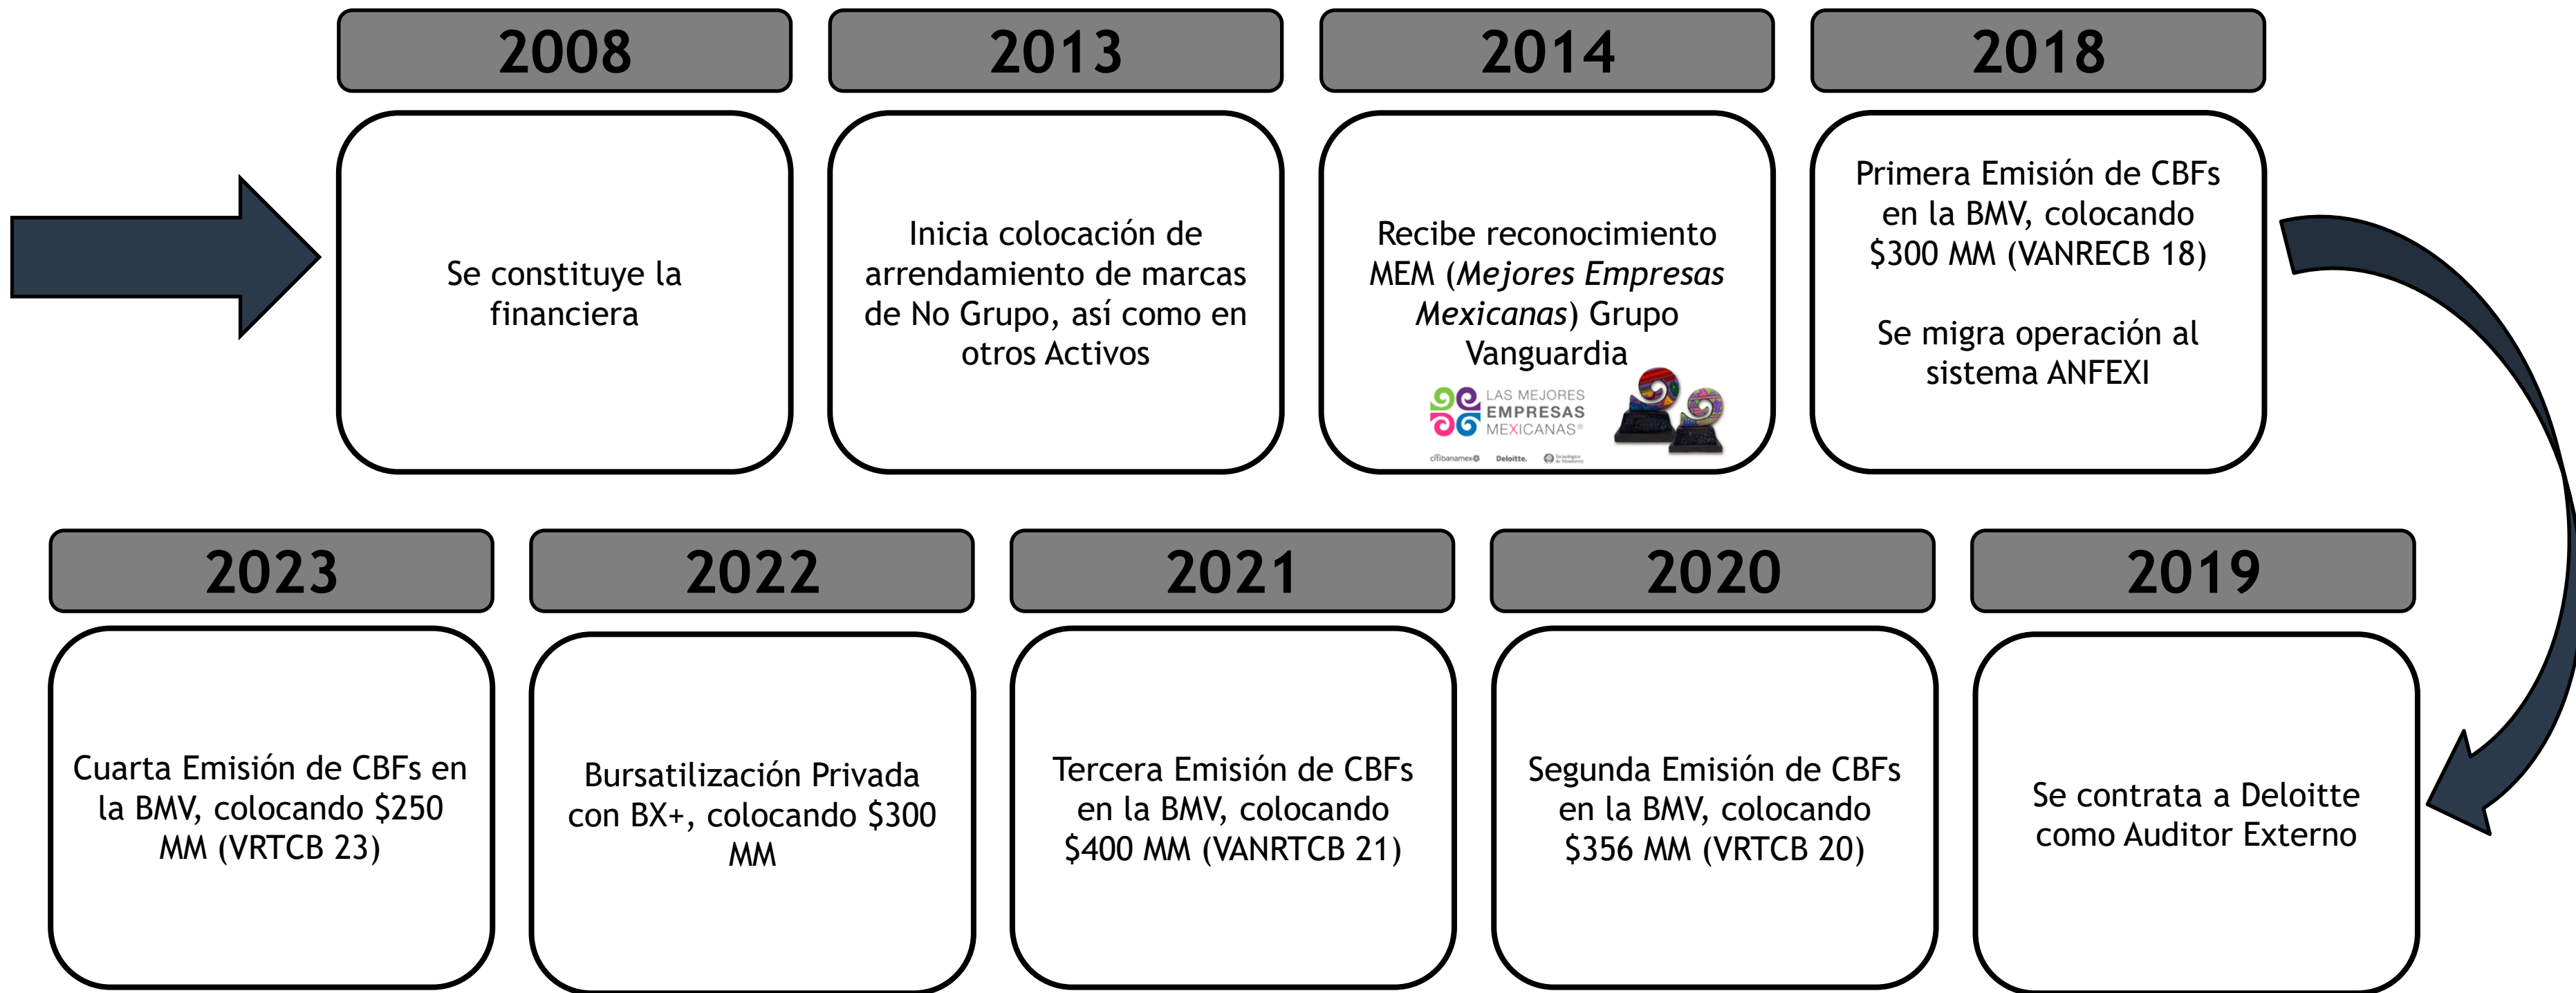 2008
Se constituye la
financiera
2013
Inicia colocación de
arrendamiento de marcas
de No Grupo, así como en
otros Activos
2014
Recibe reconocimiento
MEM (Mejores Empresas
Mexicanas) Grupo
Vanguardia
LAS MEJORES
EMPRESAS
MEXICANAS®
citibanamex Deloitte. Tecnológico
de Monterrey
2018
Primera Emisión de CBFs
en la BMV, colocando
$300 MM (VANRECB 18)
Se migra operación al
sistema ANFEXI
2019
Se contrata a Deloitte
como Auditor Externo
2020
Segunda Emisión de CBFs
en la BMV, colocando
$356 MM (VRTCB 20)
2021
Tercera Emisión de CBFs
en la BMV, colocando
$400 MM (VANRTCB 21)
2022
Bursatilización Privada
con BX+, colocando $300
MM
2023
Cuarta Emisión de CBFs en
la BMV, colocando $250
MM (VRTCB 23)